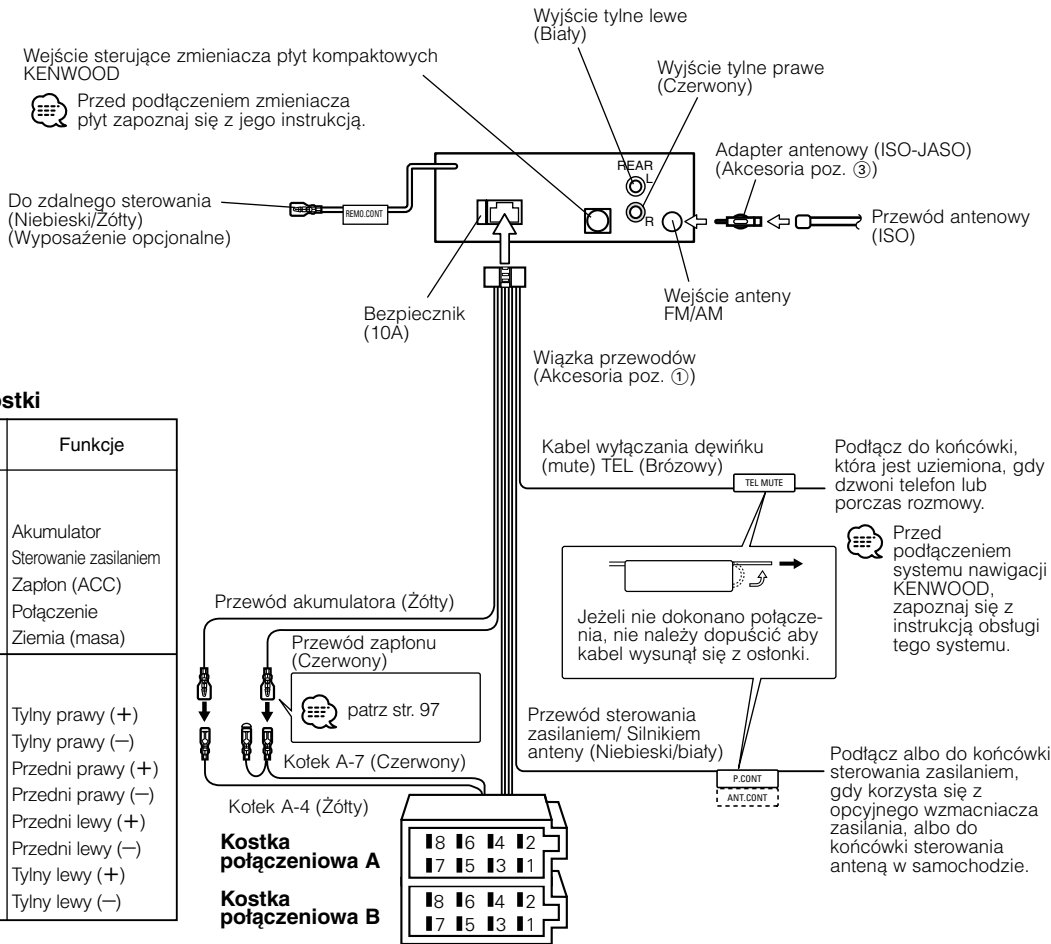 Wyjście tylne lewe
(Biały)
Wejście sterujące zmieniacza płyt kompaktowych
KENWOOD
Wyjście tylne prawe
(Czerwony)
Przed podłączeniem zmieniacza
płyt zapoznaj się z jego instrukcją.
Adapter antenowy (ISO-JASO)
(Akcesoria poz. ③)
REAR
L
R
Do zdalnego sterowania
(Niebieski/Żółty)
(Wyposaźenie opcjonalne)
REMO.CONT
Przewód antenowy
(ISO)
Bezpiecznik
(10A)
Wejście anteny
FM/AM
Wiązka przewodów
(Akcesoria poz. ①)
ostki
Funkcje
Akumulator
Sterowanie zasilaniem
Zapłon (ACC)
Połączenie
Ziemia (masa)
Tylny prawy (+)
Tylny prawy (–)
Przedni prawy (+)
Przedni prawy (–)
Przedni lewy (+)
Przedni lewy (–)
Tylny lewy (+)
Tylny lewy (–)
Kabel wyłączania dęwińku
(mute) TEL (Brózowy)
TEL MUTE
Podłącz do końcówki,
która jest uziemiona, gdy
dzwoni telefon lub
porczas rozmowy.
Przed
podłączeniem
systemu nawigacji
KENWOOD,
zapoznaj się z
instrukcją obsługi
tego systemu.
Jeżeli nie dokonano połącze-
nia, nie należy dopuścić aby
kabel wysunął się z osłonki.
Przewód akumulatora (Żółty)
Przewód zapłonu
(Czerwony)
patrz str. 97
Przewód sterowania
zasilaniem/ Silnikiem
anteny (Niebieski/biały)
P.CONT
ANT.CONT
Podłącz albo do końcówki
sterowania zasilaniem,
gdy korzysta się z
opcyjnego wzmacniacza
zasilania, albo do
końcówki sterowania
anteną w samochodzie.
Kołek A-7 (Czerwony)
Kołek A-4 (Żółty)
Kostka
połączeniowa A
8 6 4 2
7 5 3 1
Kostka
połączeniowa B
8 6 4 2
7 5 3 1